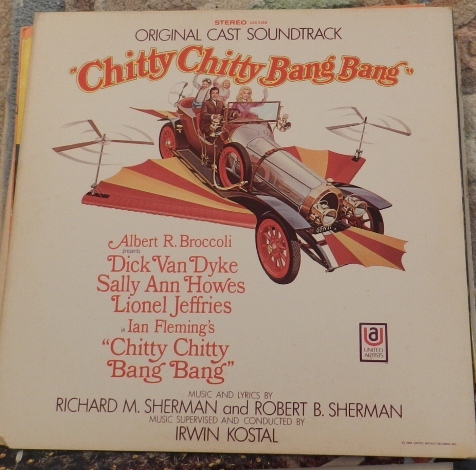 STEREO
ORIGINAL CAST SOUNDTRACK
"Chitty Chitty Bang Bang"
Albert R. Broccoli
presents
Dick Van Dyke
Sally Ann Howes
Lionel Jeffries
in Ian Fleming's
"Chitty Chitty
Bang Bang"
UNITED
ARTISTS
MUSIC AND LYRICS BY
RICHARD M. SHERMAN and ROBERT B. SHERMAN
MUSIC SUPERVISED AND CONDUCTED BY
IRWIN KOSTAL